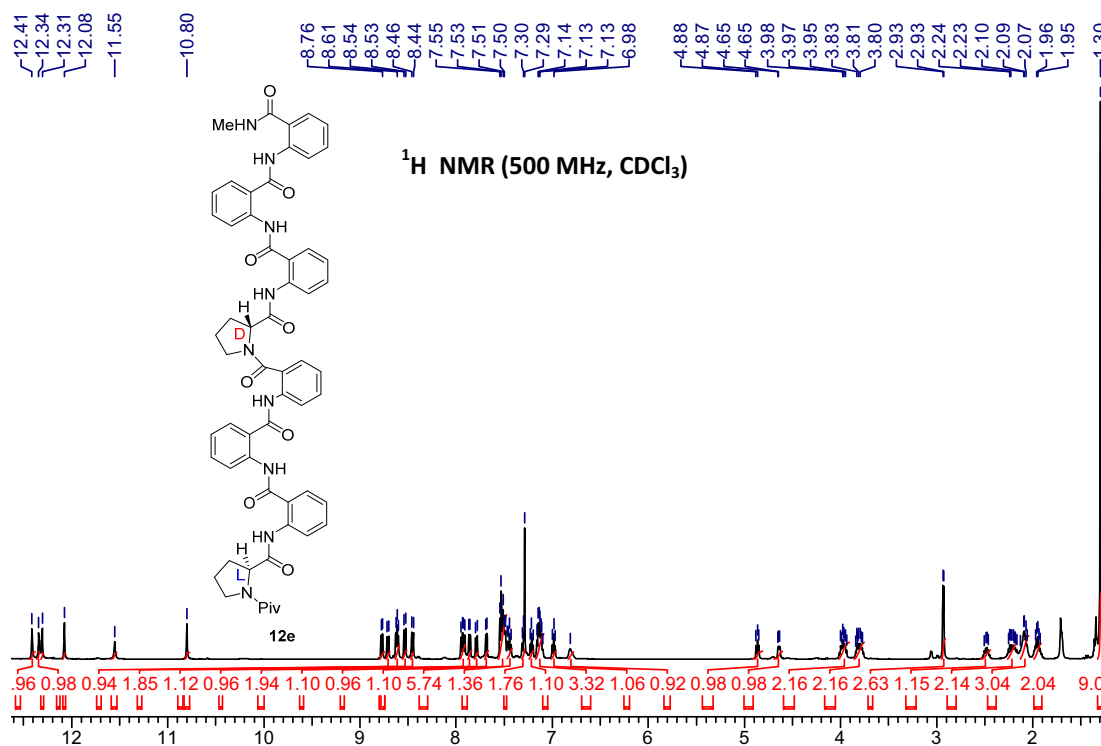 12.41 12.34 12.31 12.08 11.55 10.80 8.76 8.61 8.54 8.53 8.46 8.44 7.55 7.53 7.51 7.50 7.30 7.29 7.14 7.13 7.13 6.98 4.88 4.87 4.65 4.65 3.98 3.97 3.95 3.83 3.81 3.80 2.93 2.93 2.24 2.23 2.10 2.09 2.07 1.96 1.95 1.30
¹H NMR (500 MHz, CDCl₃)
O
MeHN
HN
O
NH
O
HN
H
D
O
N
O
HN
O
NH
O
HN
H
L
O
N
Piv
12e
.96 0.98 0.94 1.85 1.12 0.96 1.94 1.10 0.96 1.10 5.74 1.36 1.76 1.10 3.32 1.06 0.92 0.98 0.98 2.16 2.16 2.63 1.15 2.14 3.04 2.04 9.0
12 11 10 9 8 7 6 5 4 3 2